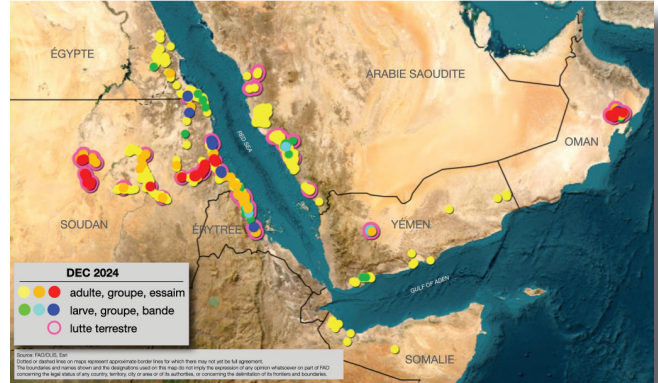 ÉGYPTE
ARABIE SAOUDITE
RED SEA
OMAN
SOUDAN
ÉRYTRÉE
YÉMEN
GULF OF ADEN
SOMALIE
DEC 2024
adulte, groupe, essaim
larve, groupe, bande
lutte terrestre
Source: FAO/DLIS, Esri
Dotted or dashed lines on maps represent approximate border lines for which there may not yet be full agreement.
The boundaries and names shown and the designations used on this map do not imply the expression of any opinion whatsoever on part of FAO
concerning the legal status of any country, territory, city or area or of its authorities, or concerning the delimitation of its frontiers and boundaries.